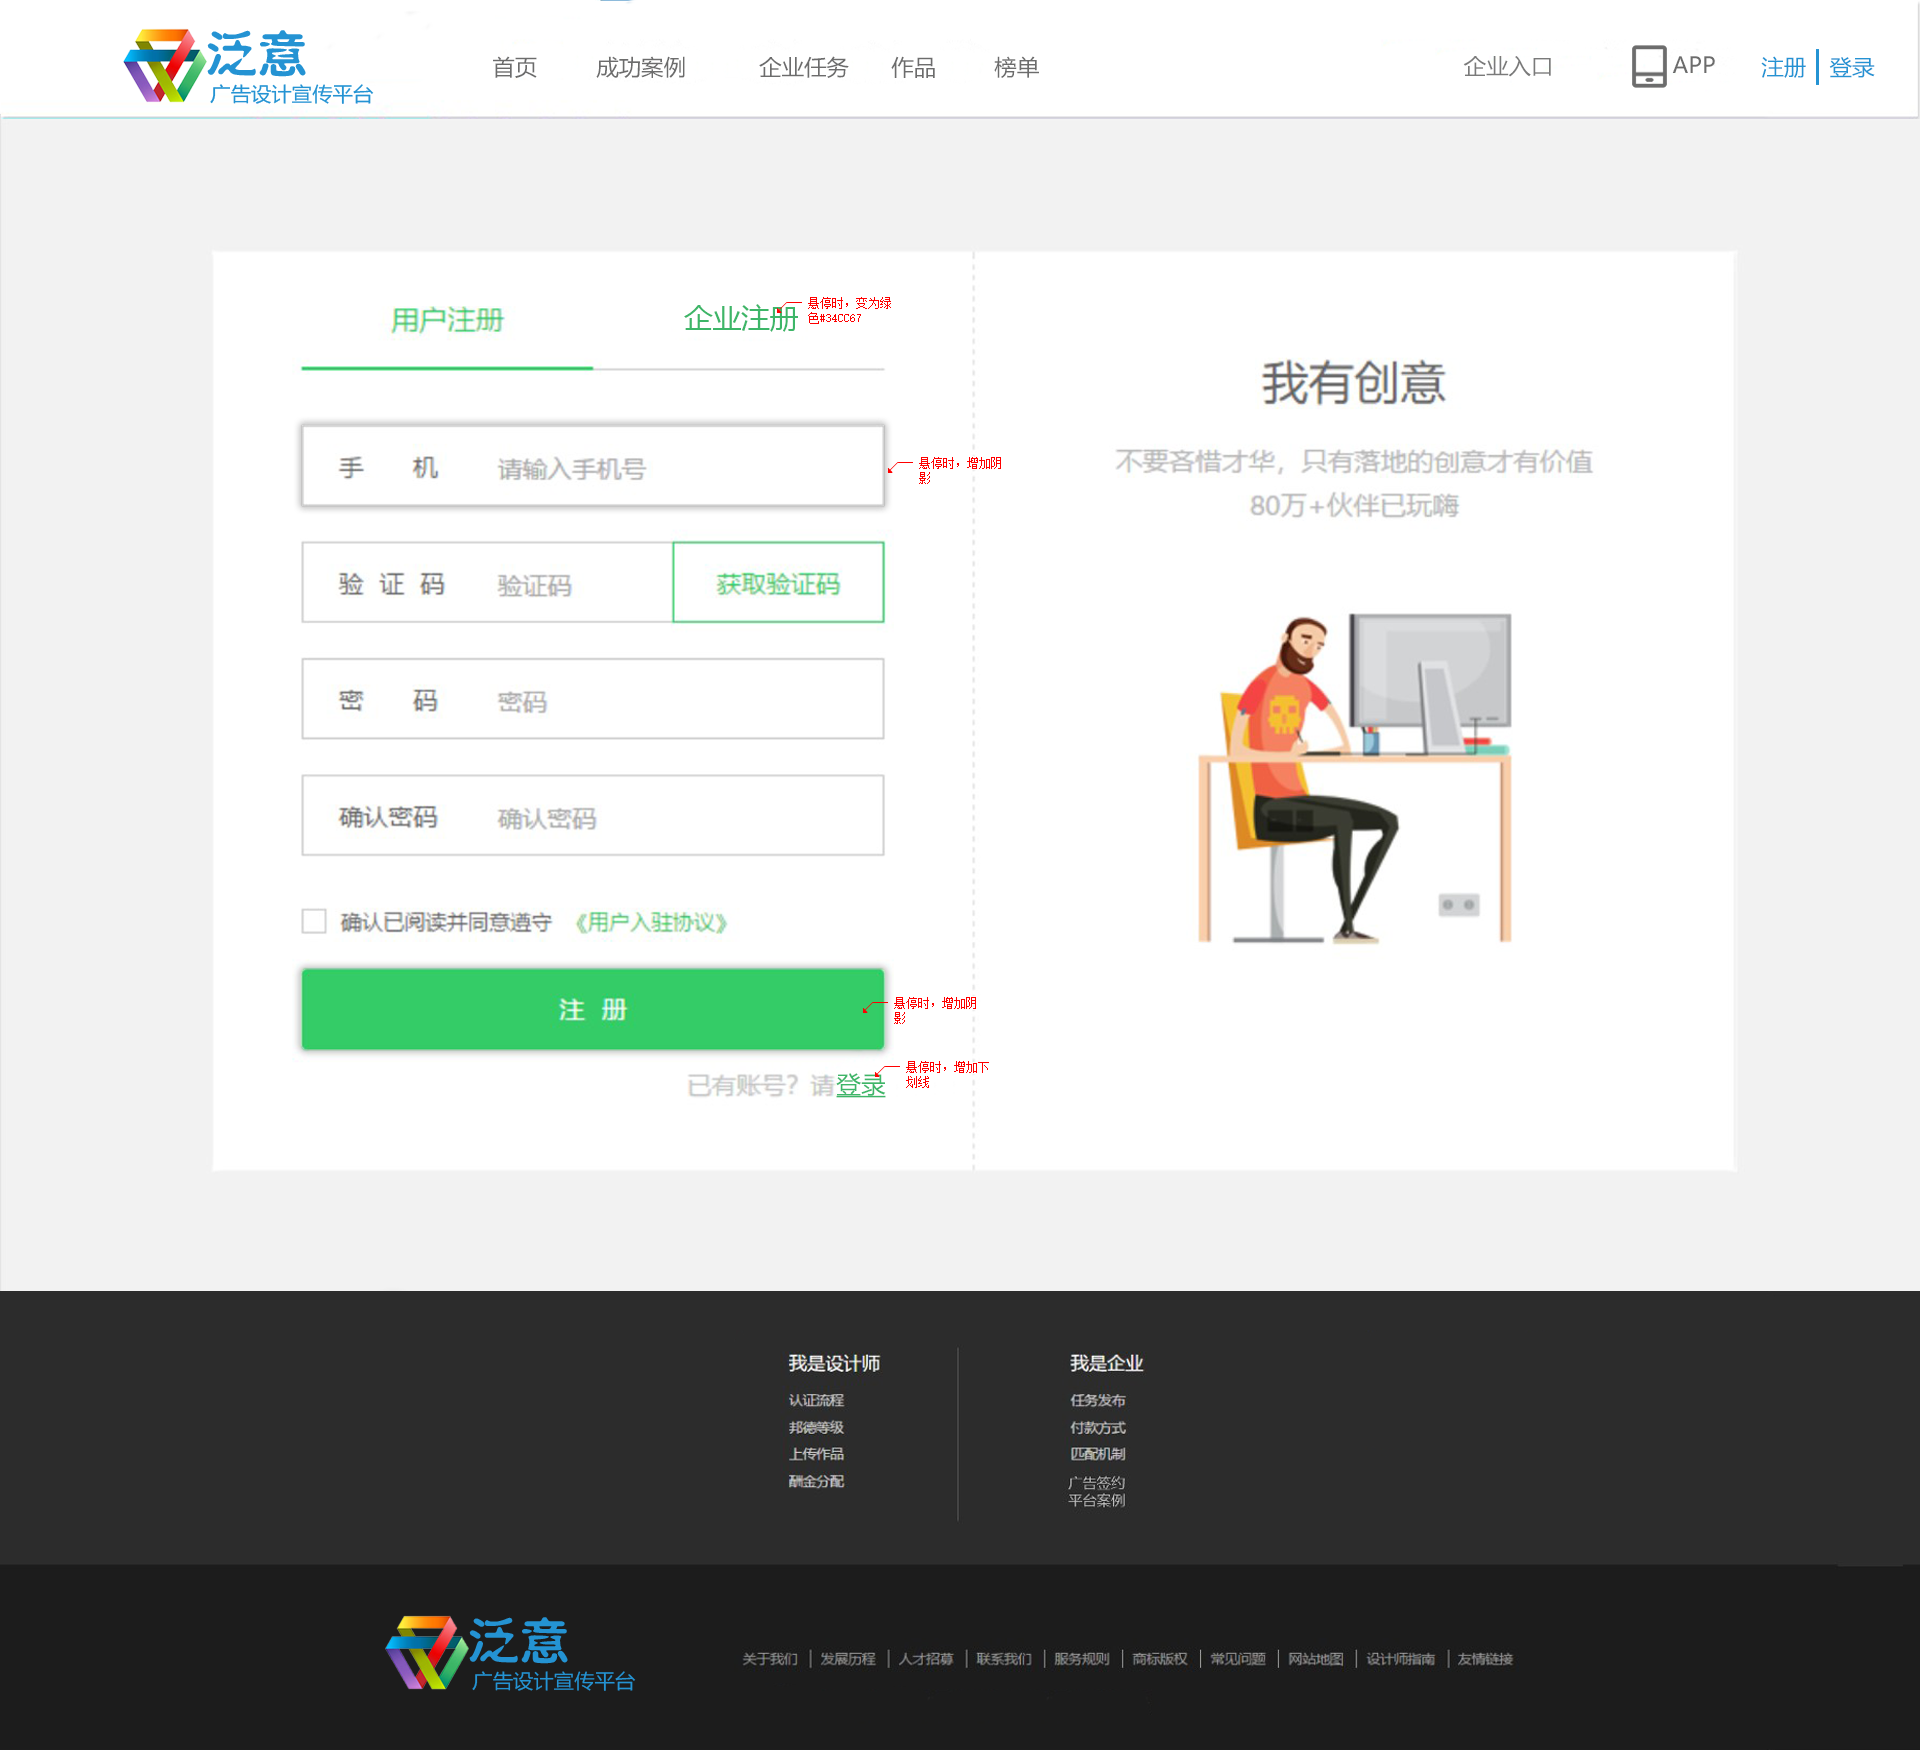 泛意
广告设计宣传平台
首页 成功案例 企业任务 作品 榜单 企业入口 APP 注册 登录
用户注册 企业注册
悬停时，变为绿
色#34CC67
手 机 请输入手机号
悬停时，增加阴
影
验 证 码 验证码 获取验证码
密 码 密码
确认密码 确认密码
确认已阅读并同意遵守 《用户入驻协议》
注 册
悬停时，增加阴
影
已有账号？请登录
悬停时，增加下
划线
我有创意
不要吝惜才华，只有落地的创意才有价值
80万+伙伴已玩嗨
我是设计师
认证流程
邦德等级
上传作品
酬金分配
我是企业
任务发布
付款方式
匹配机制
广告签约
平台案例
泛意
广告设计宣传平台
关于我们 发展历程 人才招募 联系我们 服务规则 商标版权 常见问题 网站地图 设计师指南 友情链接